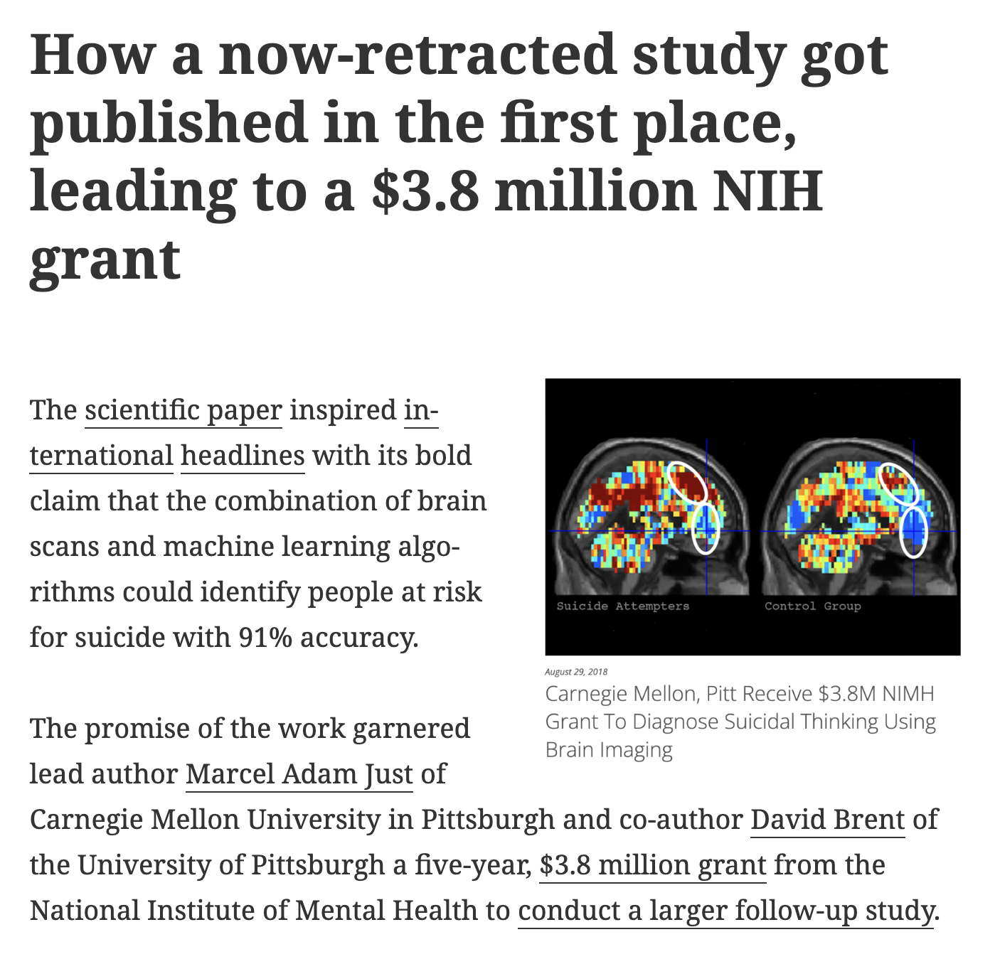 How a now-retracted study got
published in the first place,
leading to a $3.8 million NIH
grant
The scientific paper inspired in-
ternational headlines with its bold
claim that the combination of brain
scans and machine learning algo-
rithms could identify people at risk
for suicide with 91% accuracy.
Suicide Attempters
Control Group
August 29, 2018
Carnegie Mellon, Pitt Receive $3.8M NIMH
Grant To Diagnose Suicidal Thinking Using
Brain Imaging
The promise of the work garnered
lead author Marcel Adam Just of
Carnegie Mellon University in Pittsburgh and co-author David Brent of
the University of Pittsburgh a five-year, $3.8 million grant from the
National Institute of Mental Health to conduct a larger follow-up study.